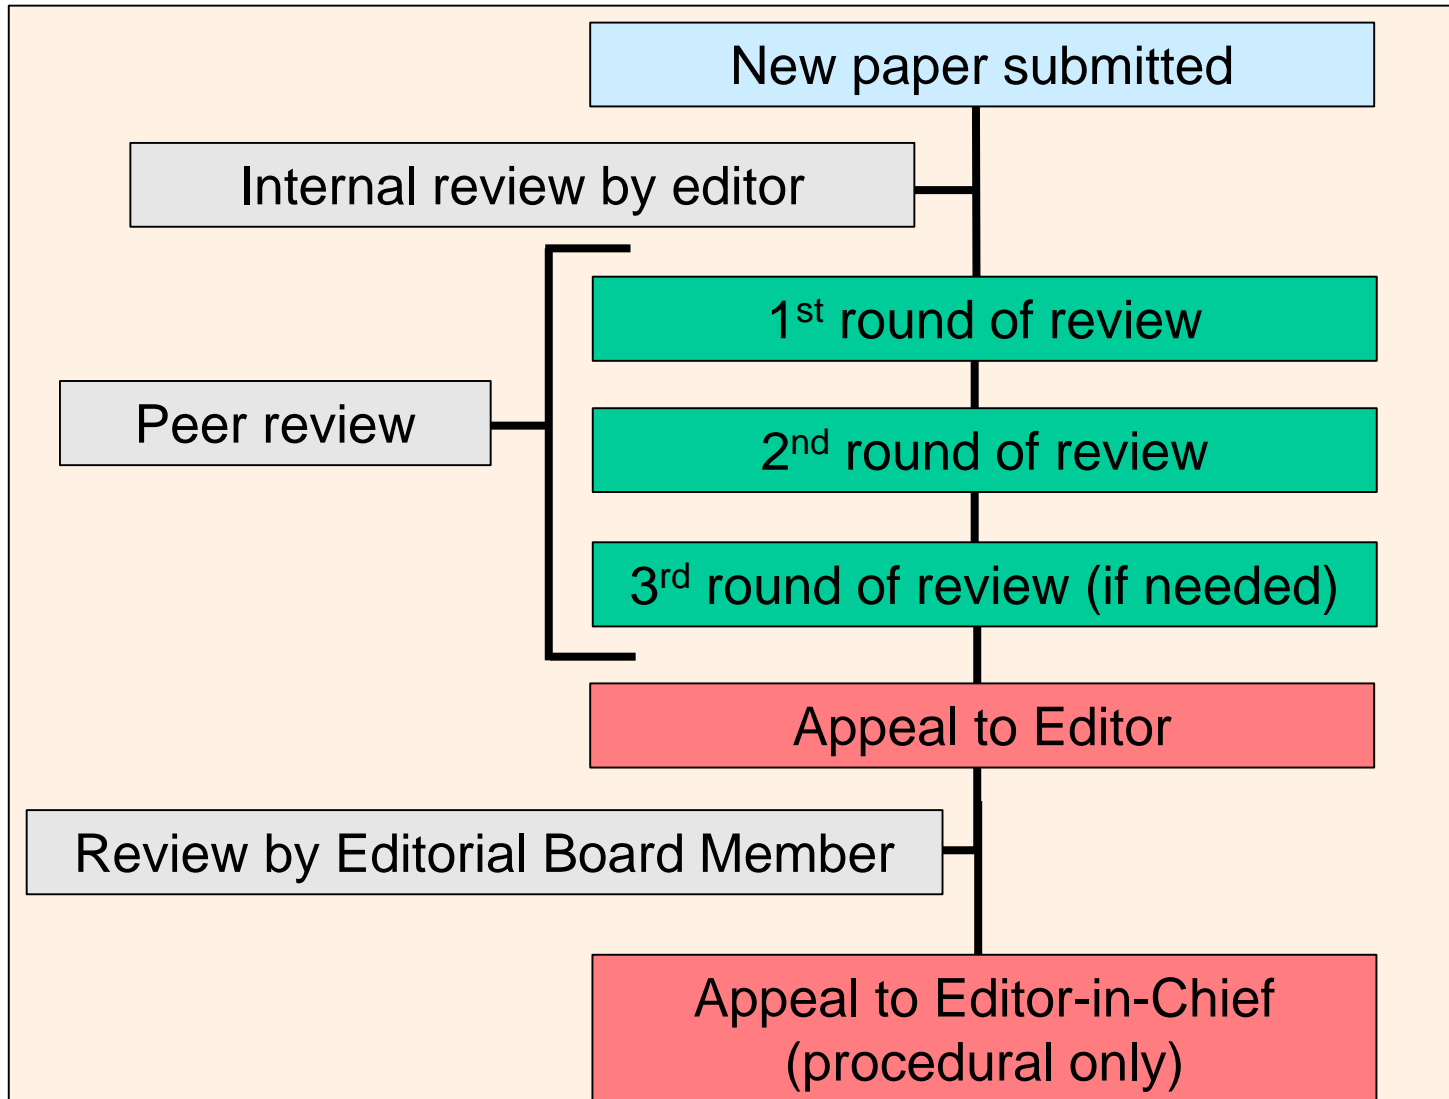 New paper submitted
Internal review by editor
1st round of review
Peer review
2nd round of review
3rd round of review (if needed)
Appeal to Editor
Review by Editorial Board Member
Appeal to Editor-in-Chief
(procedural only)